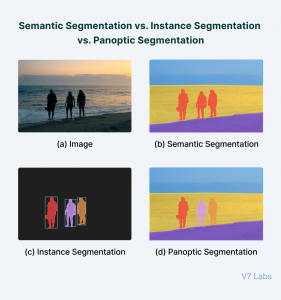 Semantic Segmentation vs. Instance Segmentation
vs. Panoptic Segmentation
(a) Image
(b) Semantic Segmentation
(c) Instance Segmentation
(d) Panoptic Segmentation
V7 Labs